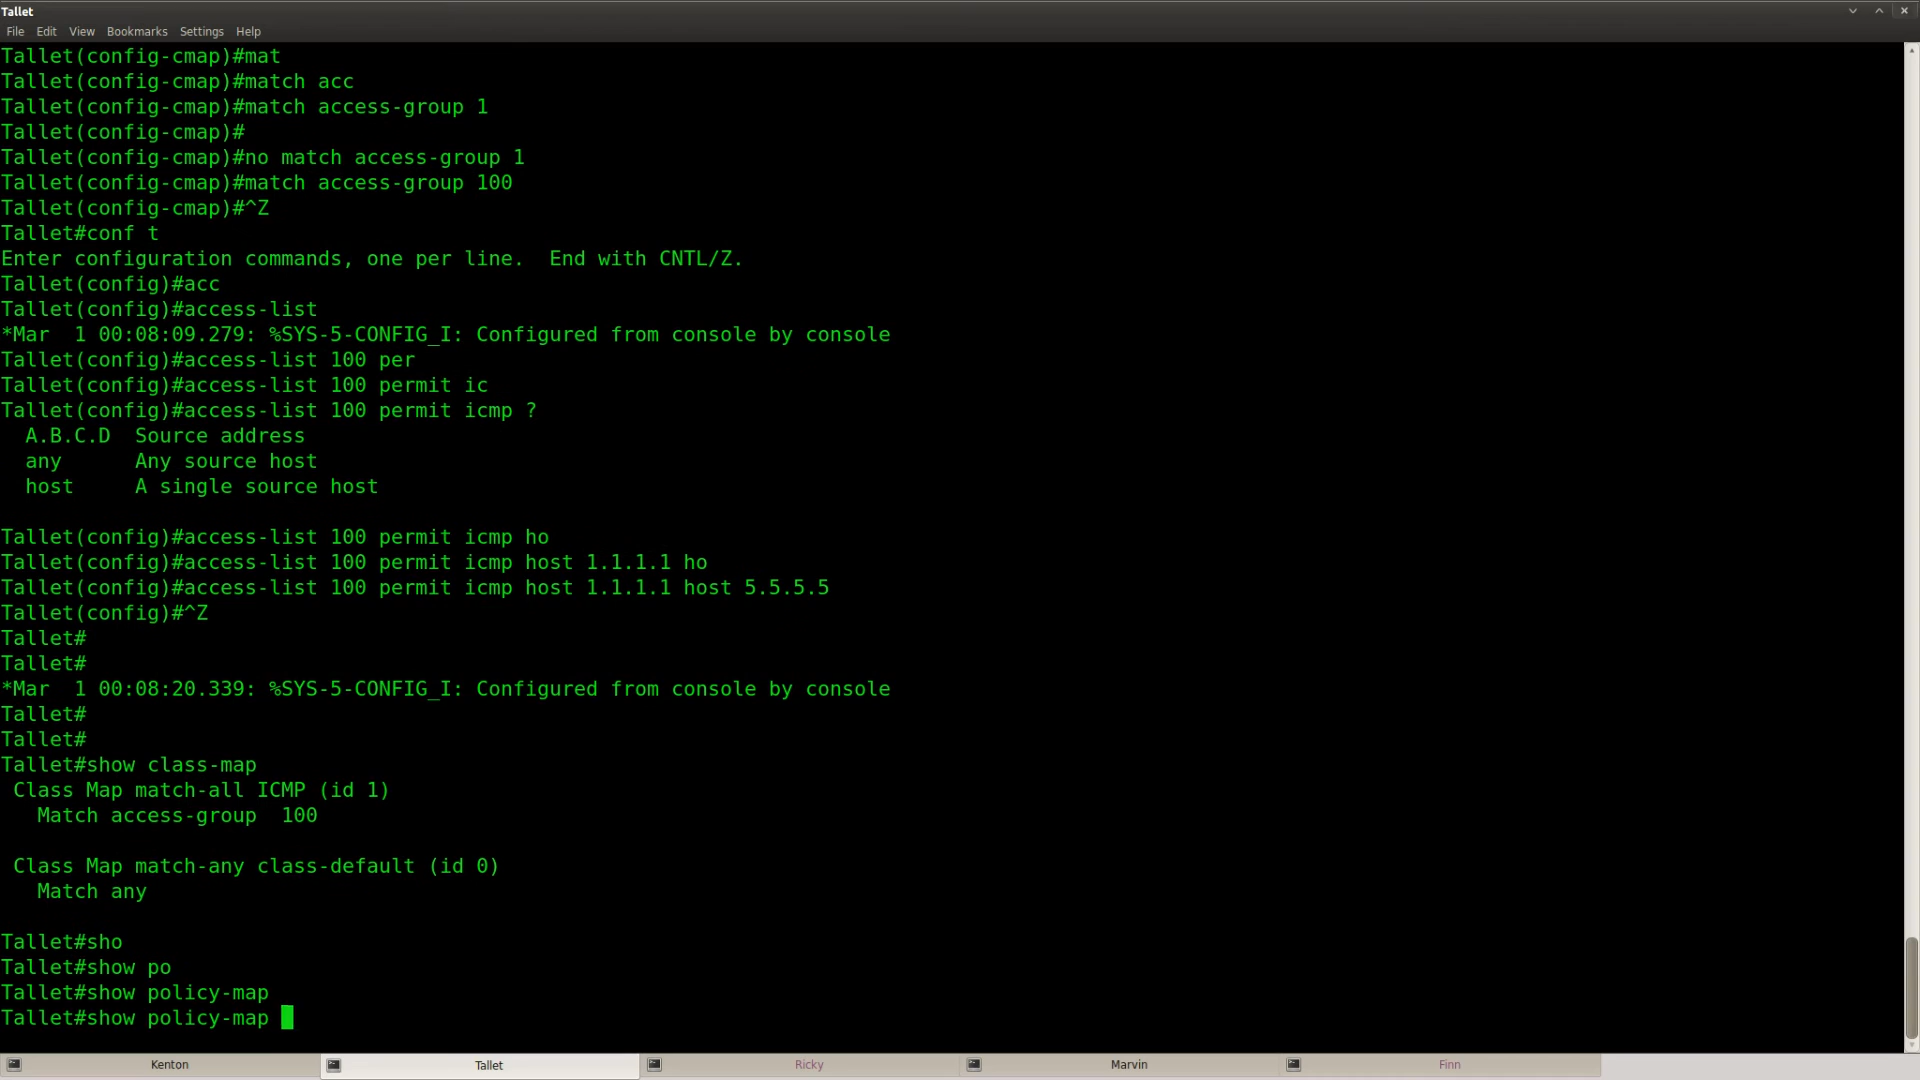 Tallet
File Edit View Bookmarks Settings Help
Tallet(config-cmap)#mat
Tallet(config-cmap)#match acc
Tallet(config-cmap)#match access-group 1
Tallet(config-cmap)#
Tallet(config-cmap)#no match access-group 1
Tallet(config-cmap)#match access-group 100
Tallet(config-cmap)#^Z
Tallet#conf t
Enter configuration commands, one per line.  End with CNTL/Z.
Tallet(config)#acc
Tallet(config)#access-list
*Mar  1 00:08:09.279: %SYS-5-CONFIG_I: Configured from console by console
Tallet(config)#access-list 100 per
Tallet(config)#access-list 100 permit ic
Tallet(config)#access-list 100 permit icmp ?
  A.B.C.D  Source address
  any      Any source host
  host     A single source host
Tallet(config)#access-list 100 permit icmp ho
Tallet(config)#access-list 100 permit icmp host 1.1.1.1 ho
Tallet(config)#access-list 100 permit icmp host 1.1.1.1 host 5.5.5.5
Tallet(config)#^Z
Tallet#
Tallet#
*Mar  1 00:08:20.339: %SYS-5-CONFIG_I: Configured from console by console
Tallet#
Tallet#
Tallet#show class-map
 Class Map match-all ICMP (id 1)
   Match access-group  100
 Class Map match-any class-default (id 0)
   Match any
Tallet#sho
Tallet#show po
Tallet#show policy-map
Tallet#show policy-map
Kenton Tallet Ricky Marvin Finn